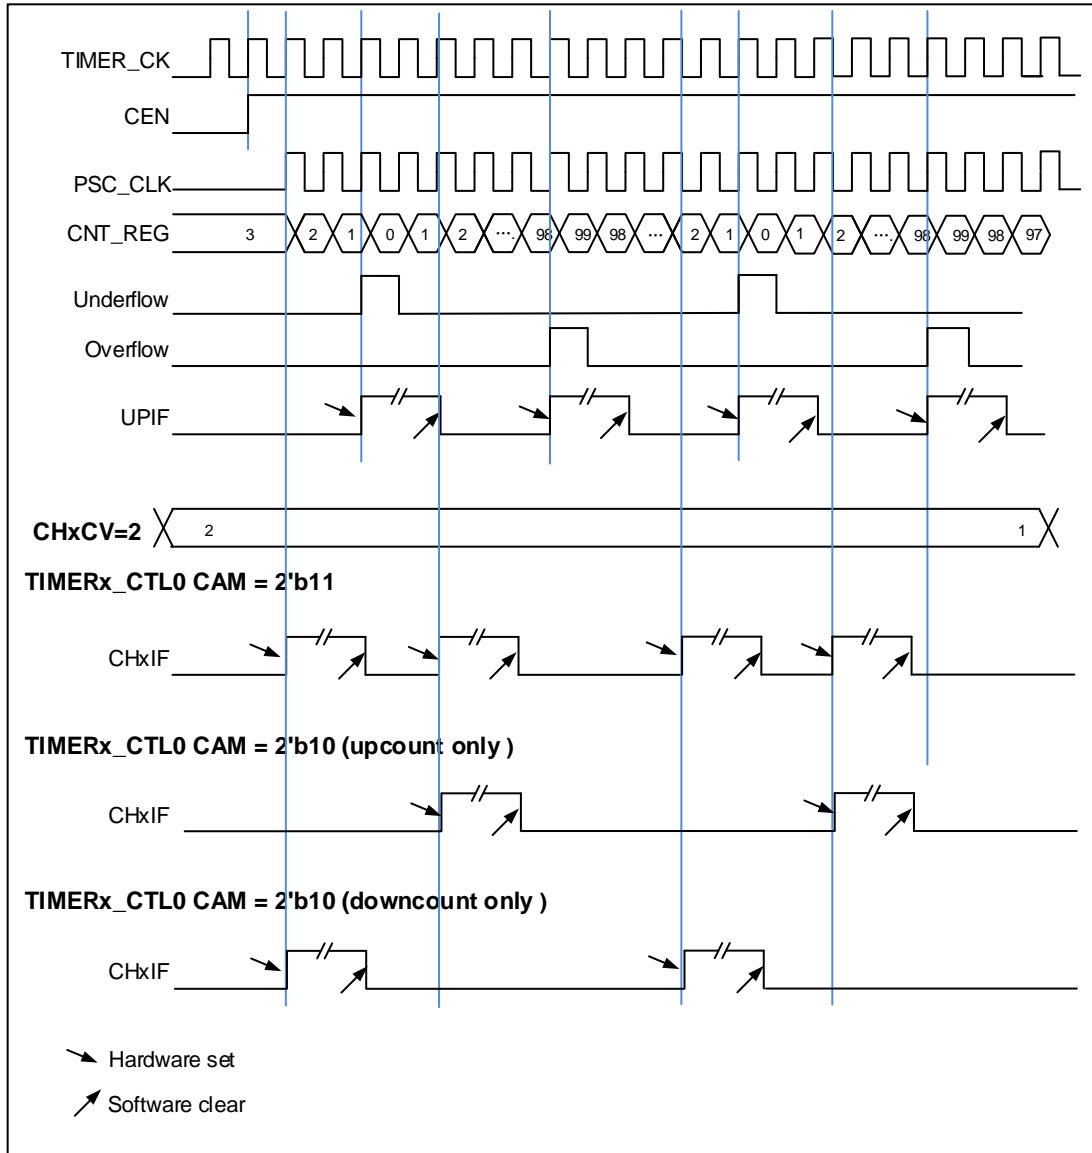 TIMER_CK
CEN
PSC_CLK
CNT_REG 3 2 1 0 1 2 .... 98 99 98 ... 2 1 0 1 2 .... 98 99 98 97
Underflow
Overflow
UPIF
CHxCV=2 2 1
TIMERx_CTL0 CAM = 2'b11
CHxIF
TIMERx_CTL0 CAM = 2'b10 (upcount only )
CHxIF
TIMERx_CTL0 CAM = 2'b10 (downcount only )
CHxIF
Hardware set
Software clear